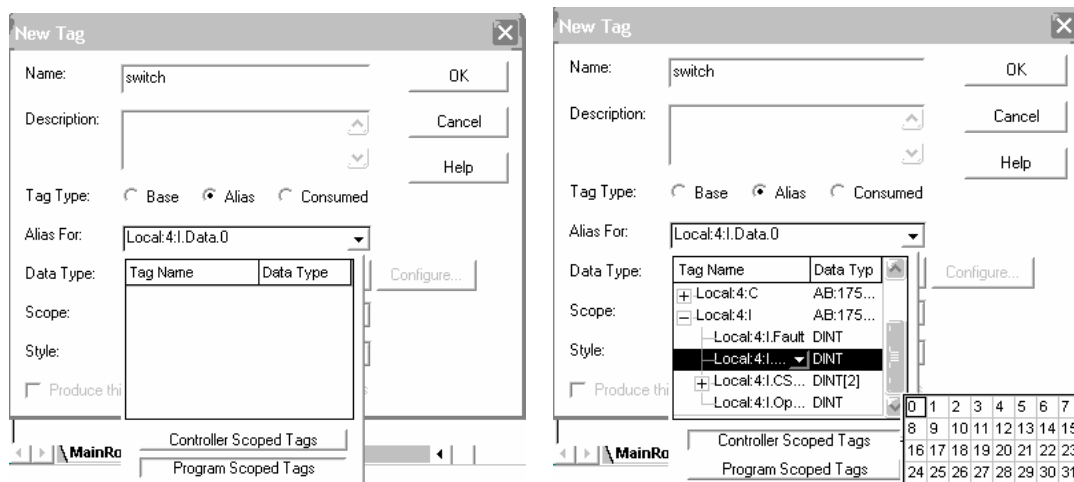 New Tag
Name:
switch
OK
Description:
Cancel
Help
Tag Type:
Base
Alias
Consumed
Alias For:
Local:4:I.Data.0
Data Type:
Tag Name
Data Type
Configure...
Scope:
Style:
Produce thi
s
Controller Scoped Tags
MainRo
Program Scoped Tags
New Tag
Name:
switch
OK
Description:
Cancel
Help
Tag Type:
Base
Alias
Consumed
Alias For:
Local:4:I.Data.0
Data Type:
Tag Name
Data Typ
Configure...
Local:4:C
AB:175...
Scope:
Local:4:I
AB:175...
Local:4:I.Fault
DINT
Style:
Local:4:I....
DINT
Local:4:I.CS...
DINT[2]
Produce thi
Local:4:I.Op...
DINT
0 1 2 3 4 5 6 7
8 9 10 11 12 13 14 15
Controller Scoped Tags
16 17 18 19 20 21 22 23
MainRo
Program Scoped Tags
24 25 26 27 28 29 30 31